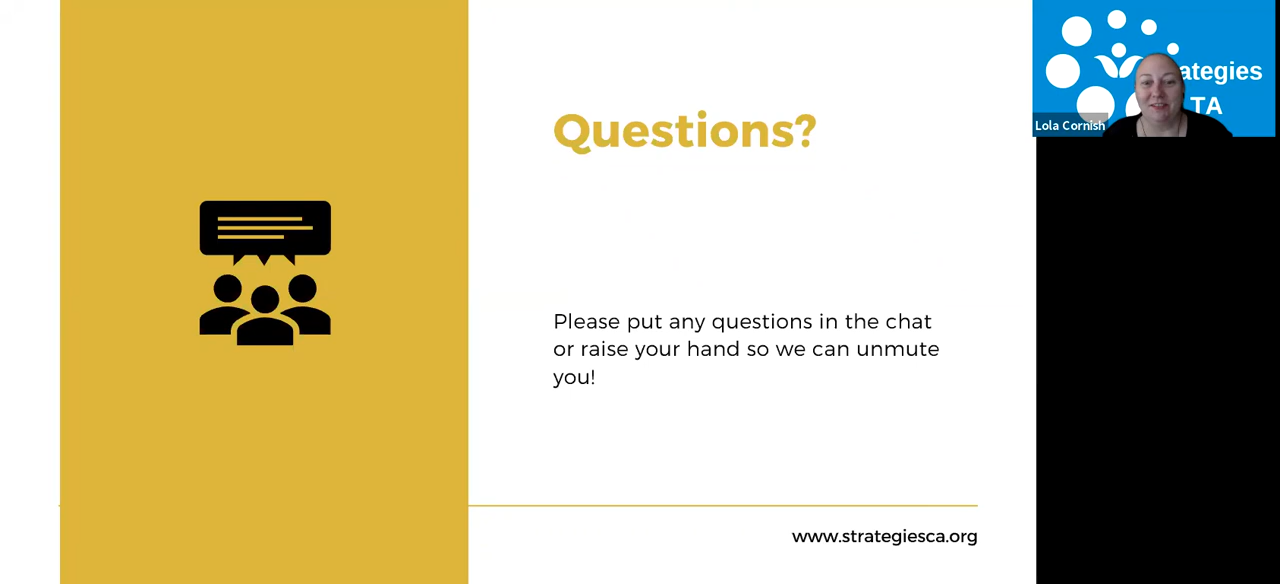 Questions?
Please put any questions in the chat
or raise your hand so we can unmute
you!
www.strategiesca.org
ategies
TA
Lola Cornish